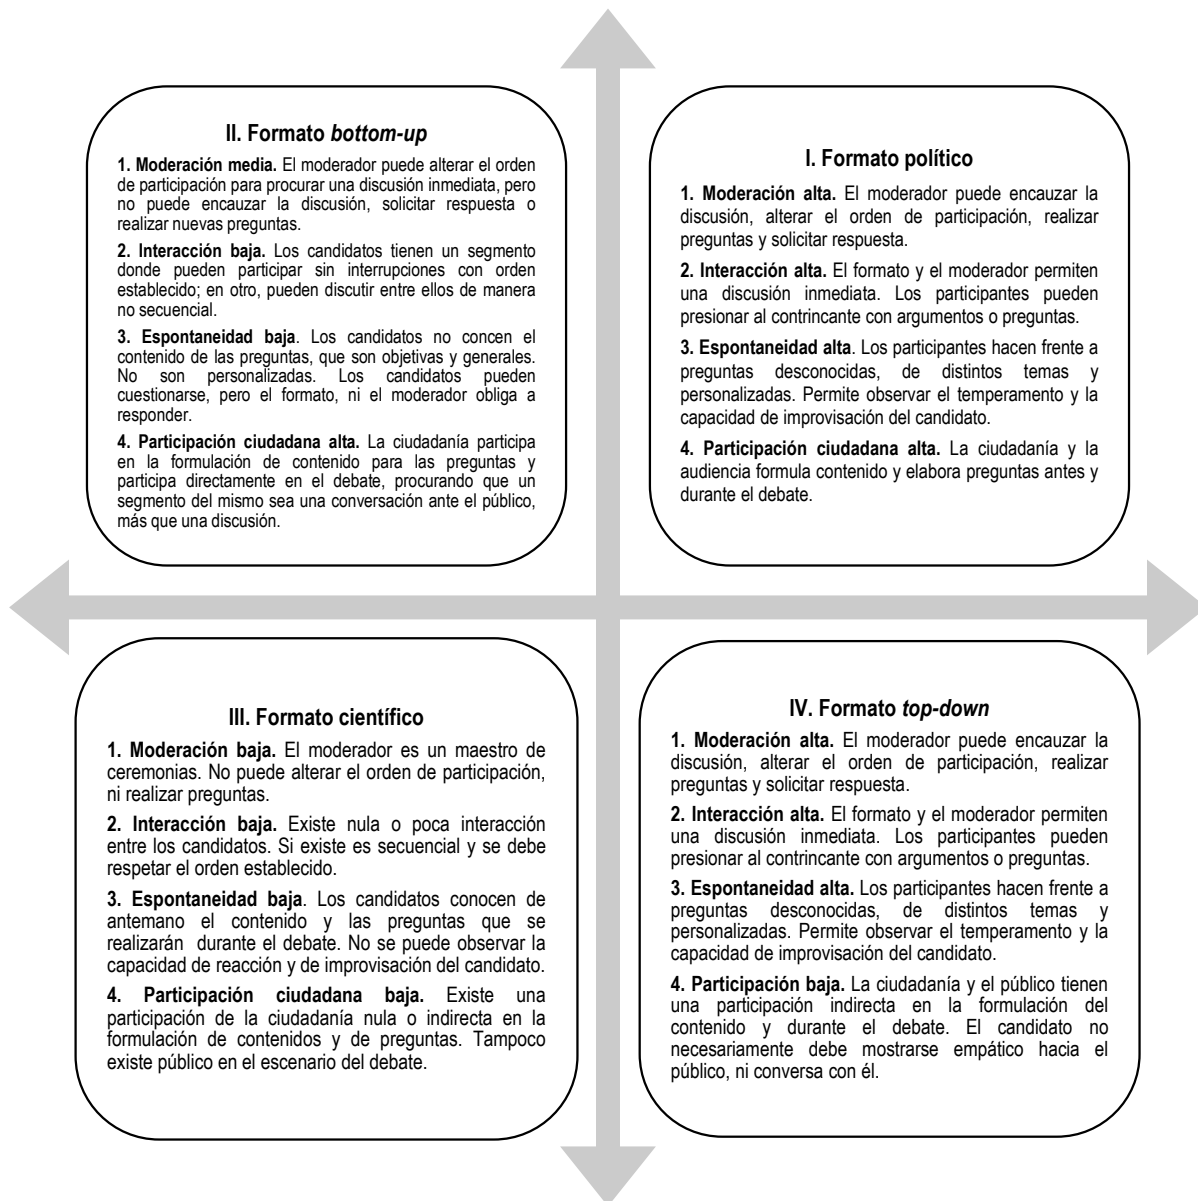 II. Formato bottom-up
1. Moderación media. El moderador puede alterar el orden
de participación para procurar una discusión inmediata, pero
no puede encauzar la discusión, solicitar respuesta o
realizar nuevas preguntas.
2. Interacción baja. Los candidatos tienen un segmento
donde pueden participar sin interrupciones con orden
establecido; en otro, pueden discutir entre ellos de manera
no secuencial.
3. Espontaneidad baja. Los candidatos no concen el
contenido de las preguntas, que son objetivas y generales.
No son personalizadas. Los candidatos pueden
cuestionarse, pero el formato, ni el moderador obliga a
responder.
4. Participación ciudadana alta. La ciudadanía participa
en la formulación de contenido para las preguntas y
participa directamente en el debate, procurando que un
segmento del mismo sea una conversación ante el público,
más que una discusión.
I. Formato político
1. Moderación alta. El moderador puede encauzar la
discusión, alterar el orden de participación, realizar
preguntas y solicitar respuesta.
2. Interacción alta. El formato y el moderador permiten
una discusión inmediata. Los participantes pueden
presionar al contrincante con argumentos o preguntas.
3. Espontaneidad alta. Los participantes hacen frente a
preguntas desconocidas, de distintos temas y
personalizadas. Permite observar el temperamento y la
capacidad de improvisación del candidato.
4. Participación ciudadana alta. La ciudadanía y la
audiencia formula contenido y elabora preguntas antes y
durante el debate.
III. Formato científico
1. Moderación baja. El moderador es un maestro de
ceremonias. No puede alterar el orden de participación,
ni realizar preguntas.
2. Interacción baja. Existe nula o poca interacción
entre los candidatos. Si existe es secuencial y se debe
respetar el orden establecido.
3. Espontaneidad baja. Los candidatos conocen de
antemano el contenido y las preguntas que se
realizarán durante el debate. No se puede observar la
capacidad de reacción y de improvisación del candidato.
4. Participación ciudadana baja. Existe una
participación de la ciudadanía nula o indirecta en la
formulación de contenidos y de preguntas. Tampoco
existe público en el escenario del debate.
IV. Formato top-down
1. Moderación alta. El moderador puede encauzar la
discusión, alterar el orden de participación, realizar
preguntas y solicitar respuesta.
2. Interacción alta. El formato y el moderador permiten
una discusión inmediata. Los participantes pueden
presionar al contrincante con argumentos o preguntas.
3. Espontaneidad alta. Los participantes hacen frente a
preguntas desconocidas, de distintos temas y
personalizadas. Permite observar el temperamento y la
capacidad de improvisación del candidato.
4. Participación baja. La ciudadanía y el público tienen
una participación indirecta en la formulación del
contenido y durante el debate. El candidato no
necesariamente debe mostrarse empático hacia el
público, ni conversa con él.